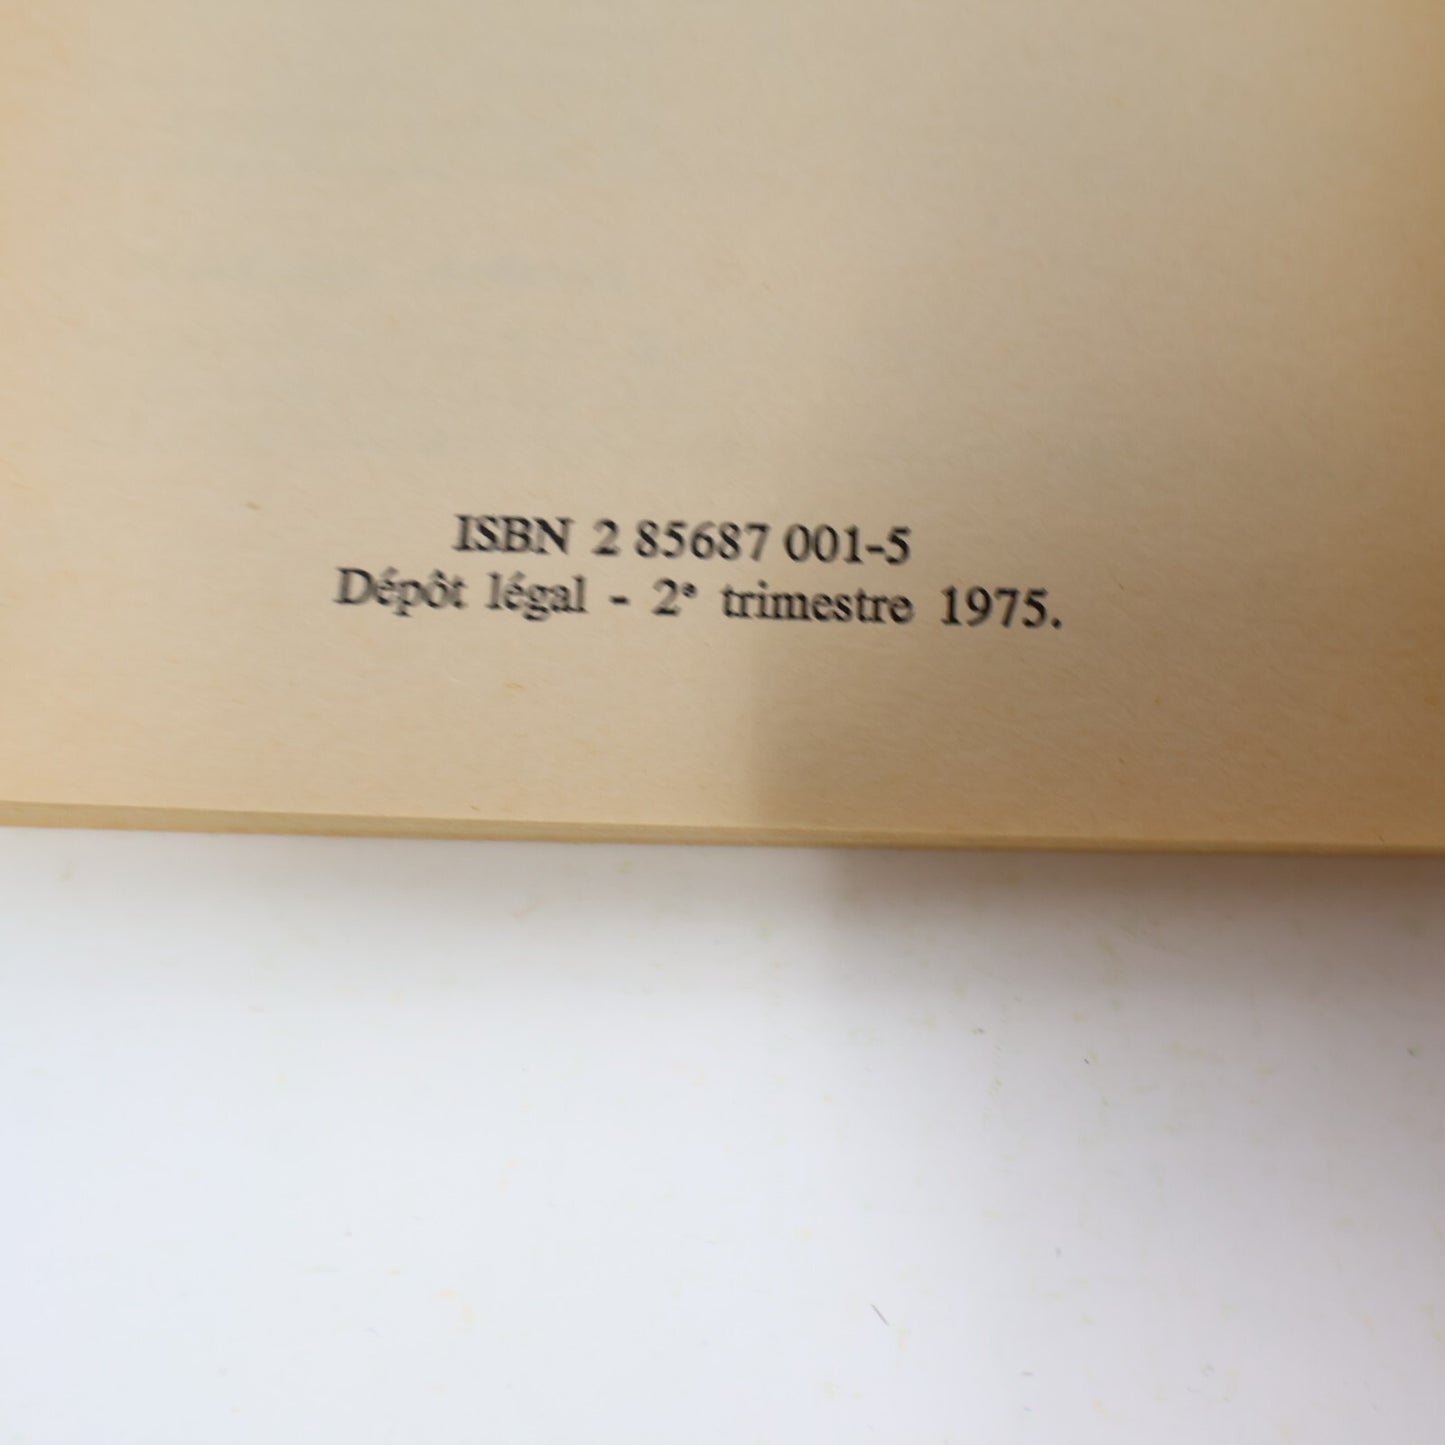 ISBN 2 85687 001-5
Dépôt légal - 2ᵉ trimestre 1975.